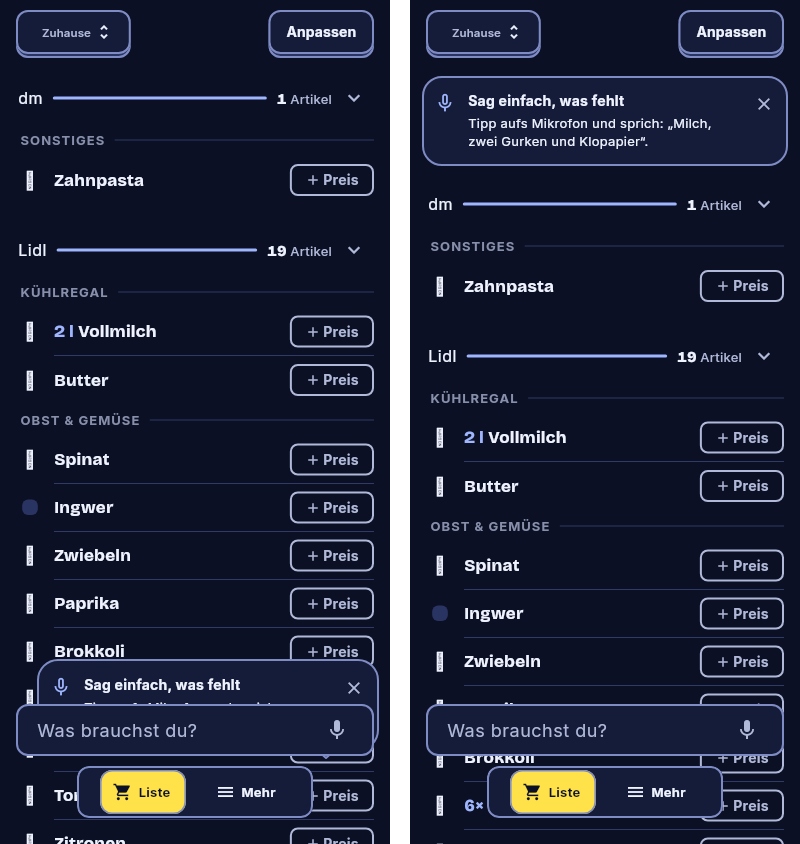 Zuhause
Anpassen
dm 1 Artikel
SONSTIGES
Zahnpasta + Preis
Lidl 19 Artikel
KÜHLREGAL
2 l Vollmilch + Preis
Butter + Preis
OBST & GEMÜSE
Spinat + Preis
Ingwer + Preis
Zwiebeln + Preis
Paprika + Preis
Brokkoli + Preis
Sag einfach, was fehlt
Was brauchst du?
+ Preis
Liste
Mehr
Zitronen + Preis
Zuhause
Anpassen
Sag einfach, was fehlt
Tipp aufs Mikrofon und sprich: „Milch,
zwei Gurken und Klopapier“.
dm 1 Artikel
SONSTIGES
Zahnpasta + Preis
Lidl 19 Artikel
KÜHLREGAL
2 l Vollmilch + Preis
Butter + Preis
OBST & GEMÜSE
Spinat + Preis
Ingwer + Preis
Zwiebeln + Preis
Was brauchst du?
Brokkoli + Preis
6× + Preis
Liste
Mehr